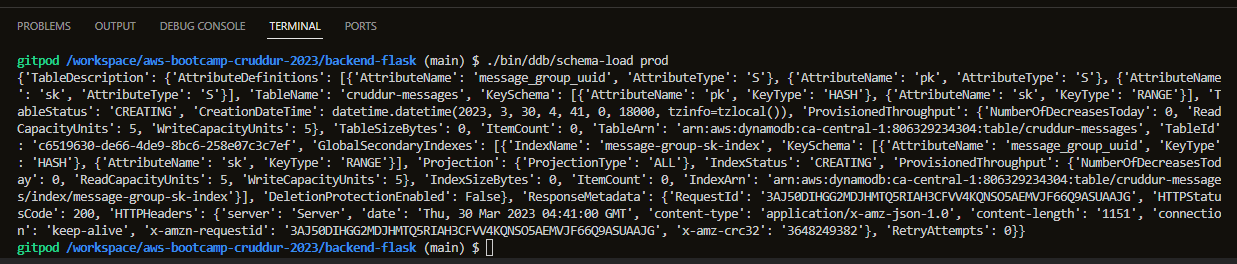 PROBLEMS OUTPUT DEBUG CONSOLE TERMINAL PORTS
gitpod /workspace/aws-bootcamp-cruddur-2023/backend-flask (main) $ ./bin/ddb/schema-load prod
{'TableDescription': {'AttributeDefinitions': [{'AttributeName': 'message_group_uuid', 'AttributeType': 'S'}, {'AttributeName': 'pk', 'AttributeType': 'S'}, {'AttributeName
': 'sk', 'AttributeType': 'S'}], 'TableName': 'cruddur-messages', 'KeySchema': [{'AttributeName': 'pk', 'KeyType': 'HASH'}, {'AttributeName': 'sk', 'KeyType': 'RANGE'}], 'T
ableStatus': 'CREATING', 'CreationDateTime': datetime.datetime(2023, 3, 30, 4, 41, 0, 18000, tzinfo=tzlocal()), 'ProvisionedThroughput': {'NumberOfDecreasesToday': 0, 'Read
CapacityUnits': 5, 'WriteCapacityUnits': 5}, 'TableSizeBytes': 0, 'ItemCount': 0, 'TableArn': 'arn:aws:dynamodb:ca-central-1:806329234304:table/cruddur-messages', 'TableId'
: 'c6519630-de66-4de9-8bc6-258e07c3c7ef', 'GlobalSecondaryIndexes': [{'IndexName': 'message-group-sk-index', 'KeySchema': [{'AttributeName': 'message_group_uuid', 'KeyType'
: 'HASH'}, {'AttributeName': 'sk', 'KeyType': 'RANGE'}], 'Projection': {'ProjectionType': 'ALL'}, 'IndexStatus': 'CREATING', 'ProvisionedThroughput': {'NumberOfDecreasesTod
ay': 0, 'ReadCapacityUnits': 5, 'WriteCapacityUnits': 5}, 'IndexSizeBytes': 0, 'ItemCount': 0, 'IndexArn': 'arn:aws:dynamodb:ca-central-1:806329234304:table/cruddur-message
s/index/message-group-sk-index'}], 'DeletionProtectionEnabled': False}, 'ResponseMetadata': {'RequestId': '3AJ50DIHGG2MDJHMTQ5RIAH3CFVV4KQNSO5AEMVJF66Q9ASUAAJG', 'HTTPStatu
sCode': 200, 'HTTPHeaders': {'server': 'Server', 'date': 'Thu, 30 Mar 2023 04:41:00 GMT', 'content-type': 'application/x-amz-json-1.0', 'content-length': '1151', 'connectio
n': 'keep-alive', 'x-amzn-requestid': '3AJ50DIHGG2MDJHMTQ5RIAH3CFVV4KQNSO5AEMVJF66Q9ASUAAJG', 'x-amz-crc32': '3648249382'}, 'RetryAttempts': 0}}
gitpod /workspace/aws-bootcamp-cruddur-2023/backend-flask (main) $